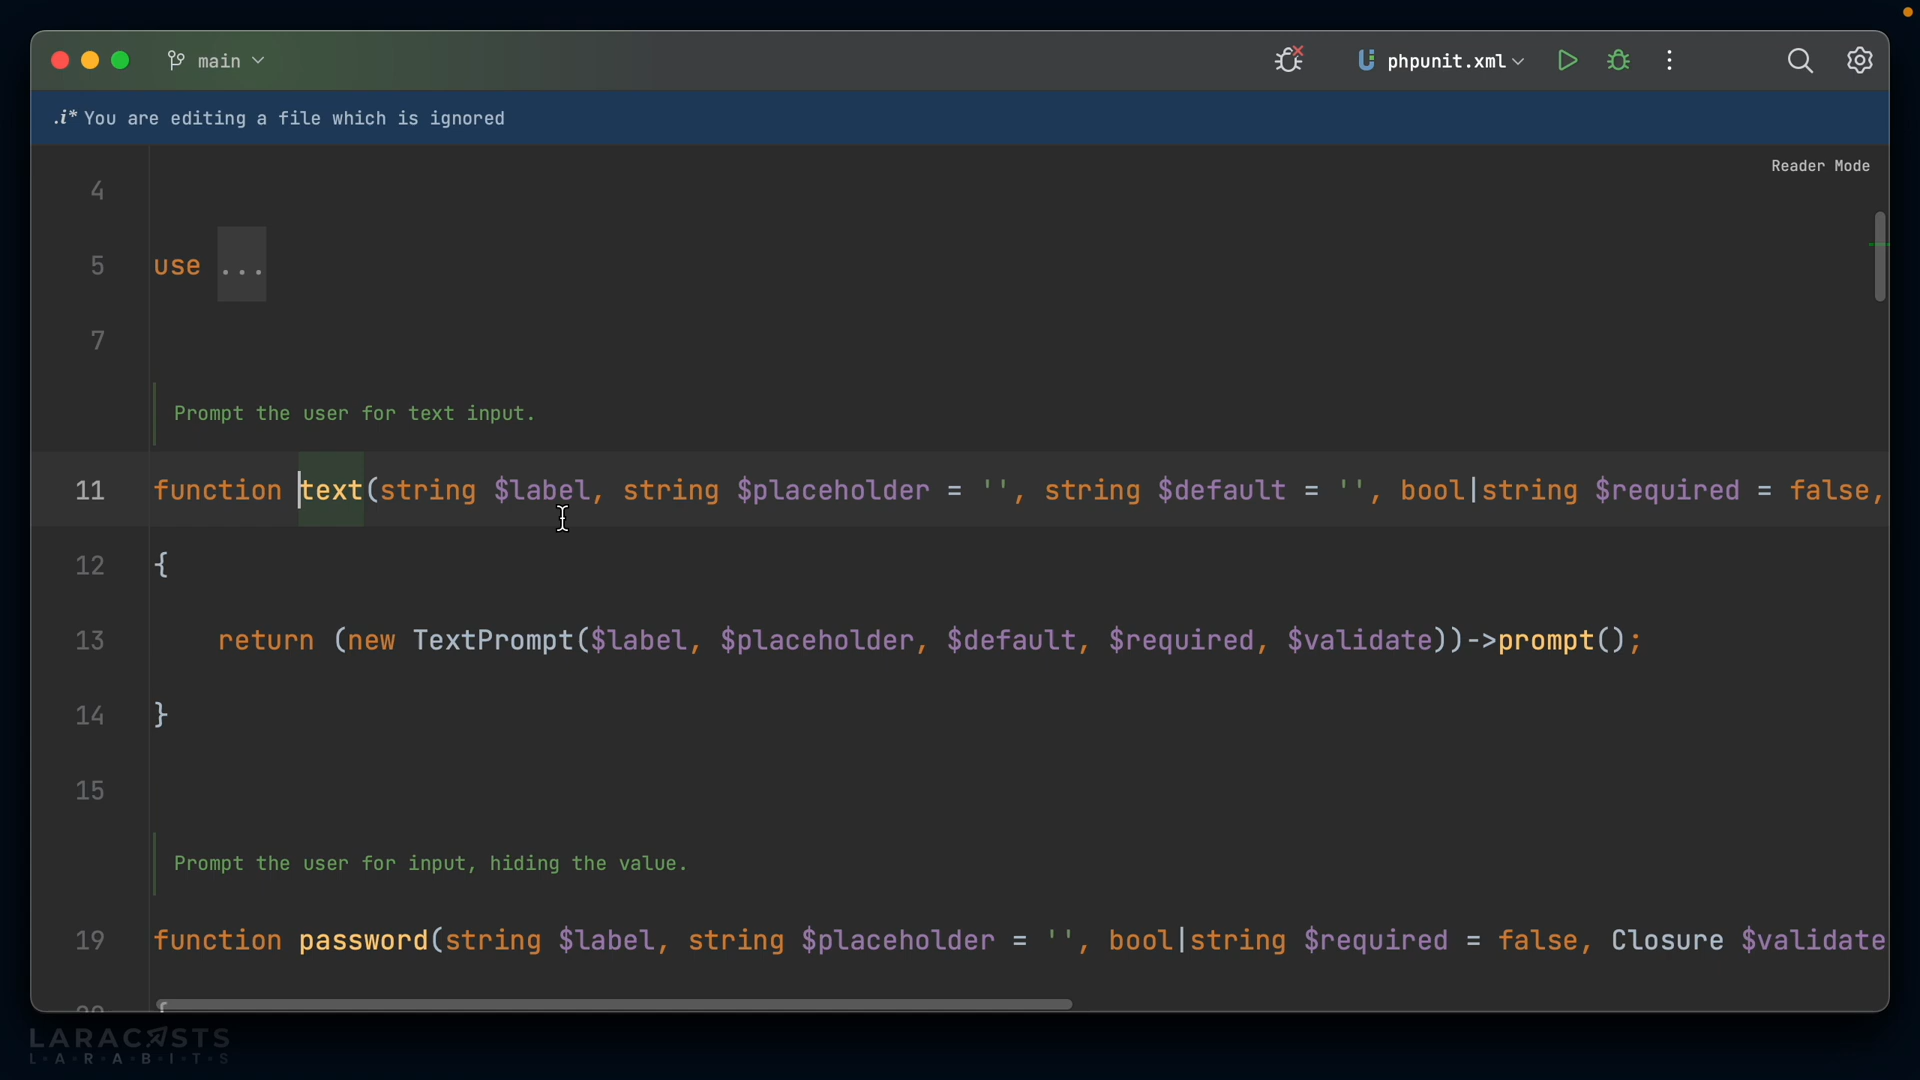 main
phpunit.xml
.i* You are editing a file which is ignored
Reader Mode
4
5 use ...
7
Prompt the user for text input.
11 function text(string $label, string $placeholder = '', string $default = '', bool|string $required = false,
12 {
13 return (new TextPrompt($label, $placeholder, $default, $required, $validate))->prompt();
14 }
15
Prompt the user for input, hiding the value.
19 function password(string $label, string $placeholder = '', bool|string $required = false, Closure $validate
LARACASTS
L·A·R·A·B·I·T·S